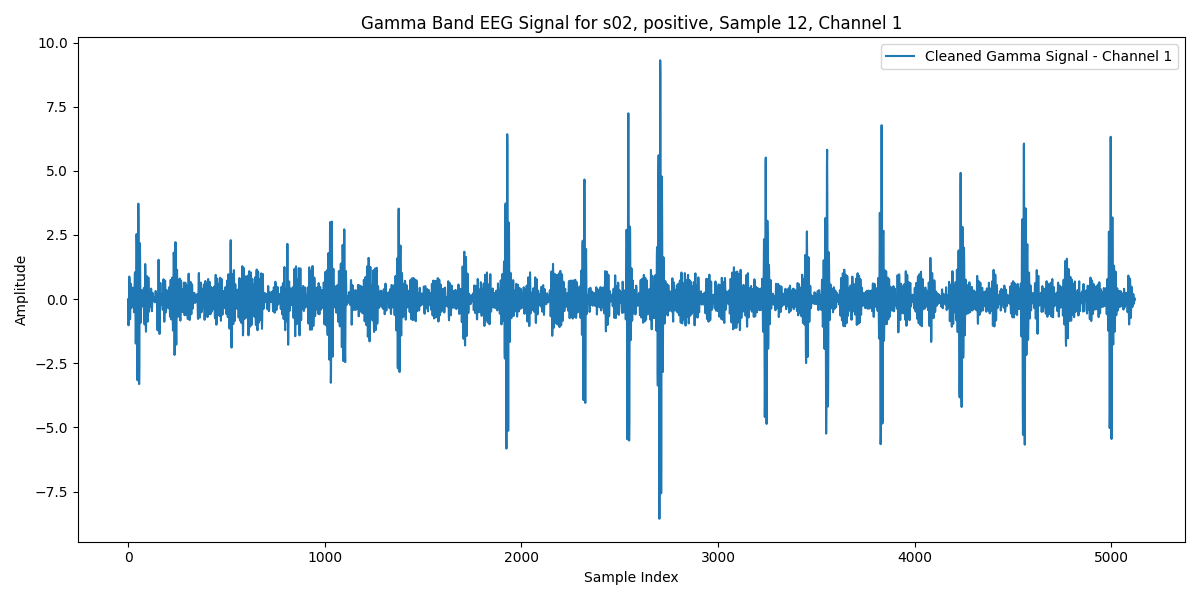 Gamma Band EEG Signal for s02, positive, Sample 12, Channel 1
Cleaned Gamma Signal - Channel 1
Amplitude
10.0
7.5
5.0
2.5
0.0
−2.5
−5.0
−7.5
0 1000 2000 3000 4000 5000
Sample Index